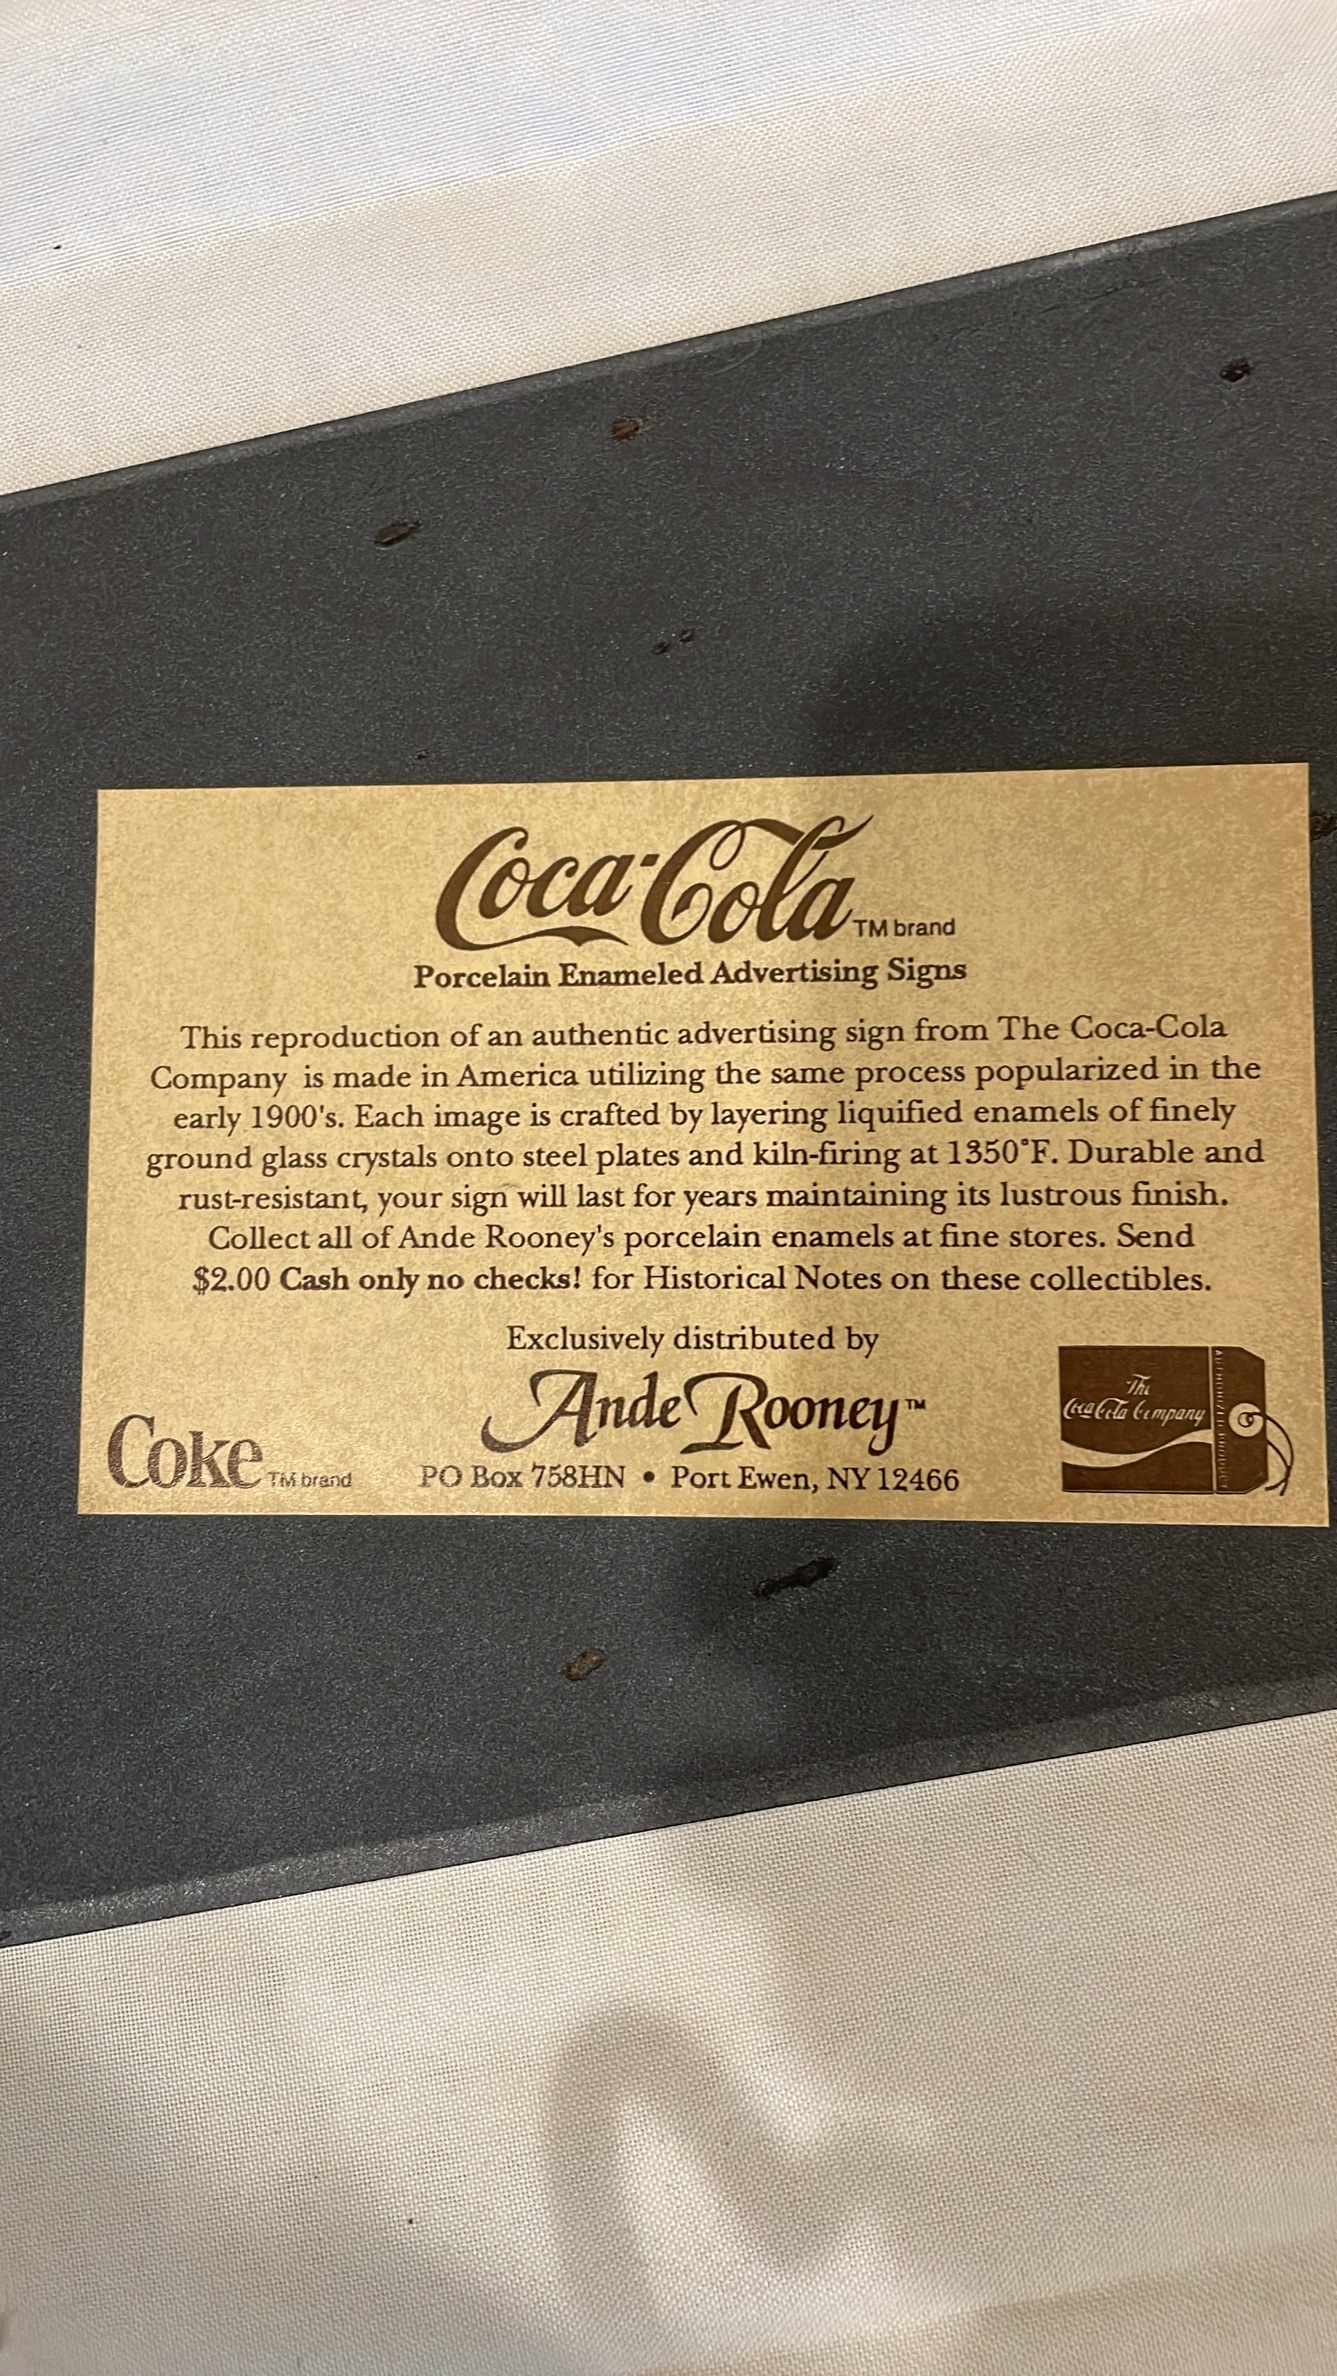 Coca-Cola TM brand
Porcelain Enameled Advertising Signs
This reproduction of an authentic advertising sign from The Coca-Cola
Company is made in America utilizing the same process popularized in the
early 1900's. Each image is crafted by layering liquified enamels of finely
ground glass crystals onto steel plates and kiln-firing at 1350°F. Durable and
rust-resistant, your sign will last for years maintaining its lustrous finish.
Collect all of Ande Rooney's porcelain enamels at fine stores. Send
$2.00 Cash only no checks! for Historical Notes on these collectibles.
Exclusively distributed by
Ande Rooney™
PO Box 758HN • Port Ewen, NY 12466
Coke TM brand
The
Coca-Cola Company
AUTHORIZED PRODUCT